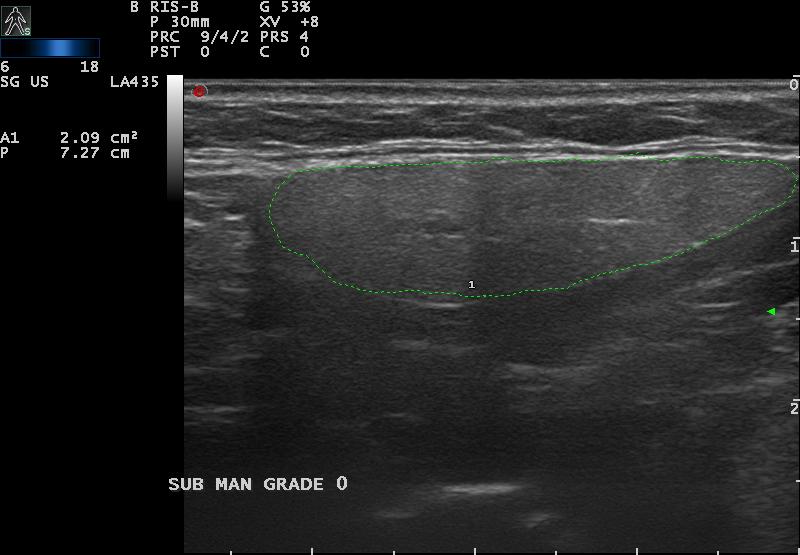 B RIS-B G 53%
P 30mm XV +8
PRC 9/4/2 PRS 4
PST 0 C 0
S
6 18
SG US LA435
A1 2.09 cm²
P 7.27 cm
0
1
1
2
SUB MAN GRADE 0